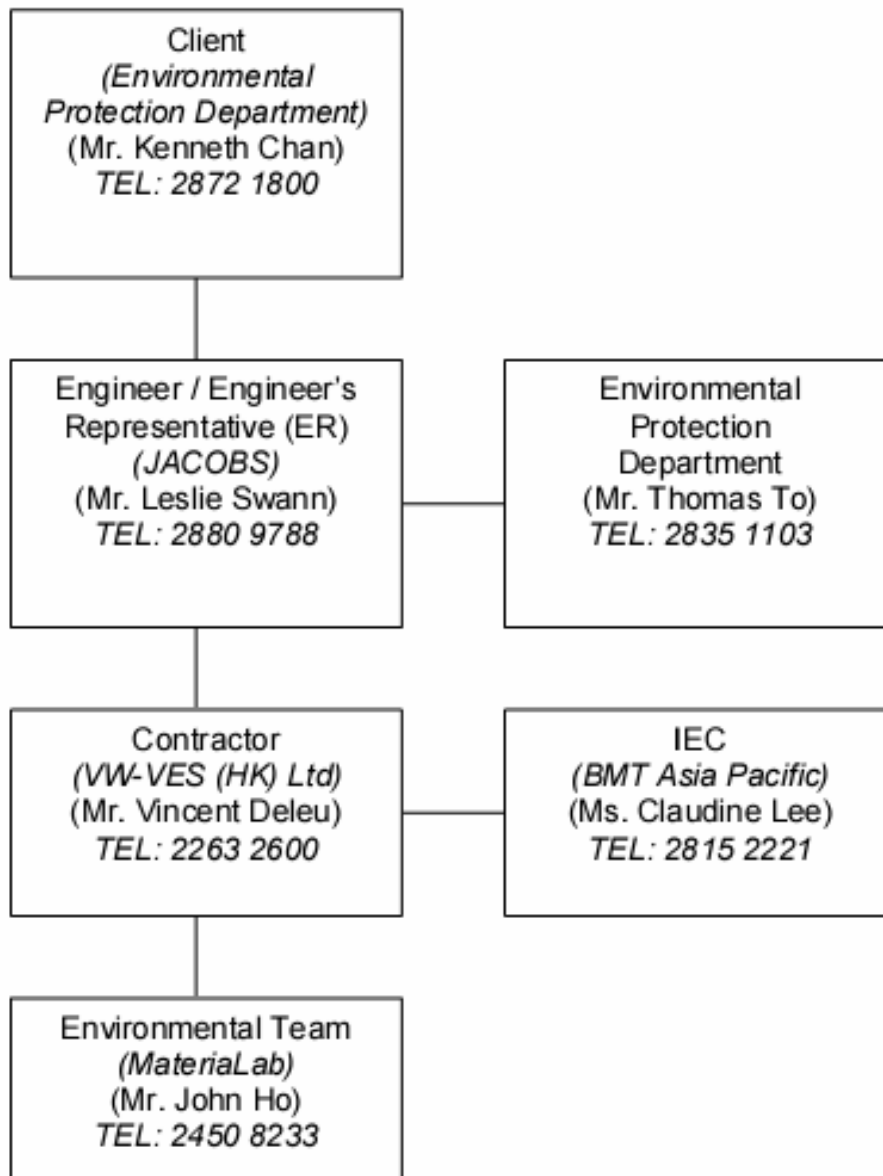 Client
(Environmental
Protection Department)
(Mr. Kenneth Chan)
TEL: 2872 1800
Engineer / Engineer's
Representative (ER)
(JACOBS)
(Mr. Leslie Swann)
TEL: 2880 9788
Environmental
Protection
Department
(Mr. Thomas To)
TEL: 2835 1103
Contractor
(VW-VES (HK) Ltd)
(Mr. Vincent Deleu)
TEL: 2263 2600
IEC
(BMT Asia Pacific)
(Ms. Claudine Lee)
TEL: 2815 2221
Environmental Team
(MateriaLab)
(Mr. John Ho)
TEL: 2450 8233